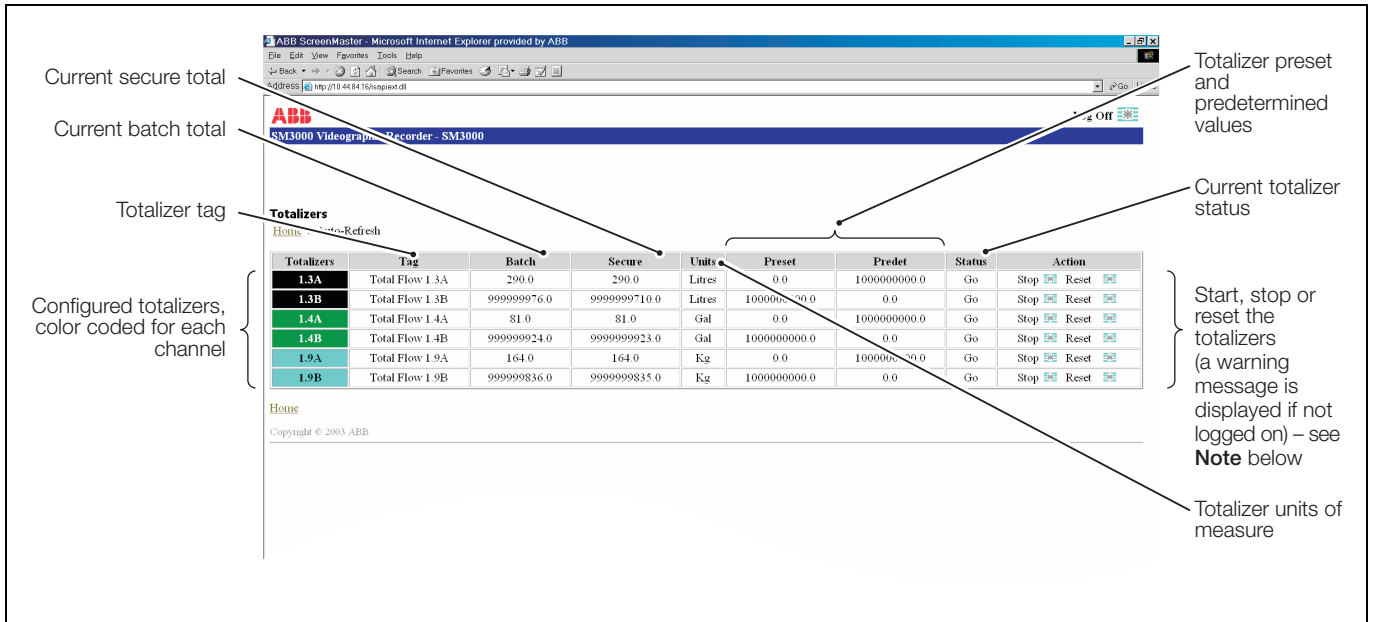 ABB ScreenMaster - Microsoft Internet Explorer provided by ABB
File Edit View Favorites Tools Help
Back Search Favorites
Address http://10.44.84.16/isapiext.dll
Go
ABB
Log Off
SM3000 Videographic Recorder - SM3000
Totalizers
Home Auto-Refresh
Totalizers Tag Batch Secure Units Preset Predet Status Action
1.3A Total Flow 1.3A 290.0 290.0 Litres 0.0 1000000000.0 Go Stop Reset
1.3B Total Flow 1.3B 999999976.0 9999999710.0 Litres 1000000000.0 0.0 Go Stop Reset
1.4A Total Flow 1.4A 81.0 81.0 Gal 0.0 1000000000.0 Go Stop Reset
1.4B Total Flow 1.4B 999999924.0 9999999923.0 Gal 1000000000.0 0.0 Go Stop Reset
1.9A Total Flow 1.9A 164.0 164.0 Kg 0.0 1000000000.0 Go Stop Reset
1.9B Total Flow 1.9B 999999836.0 9999999835.0 Kg 1000000000.0 0.0 Go Stop Reset
Home
Copyright © 2003 ABB
Current secure total
Current batch total
Totalizer tag
Configured totalizers,
color coded for each
channel
Totalizer preset
and
predetermined
values
Current totalizer
status
Start, stop or
reset the
totalizers
(a warning
message is
displayed if not
logged on) – see
Note below
Totalizer units of
measure